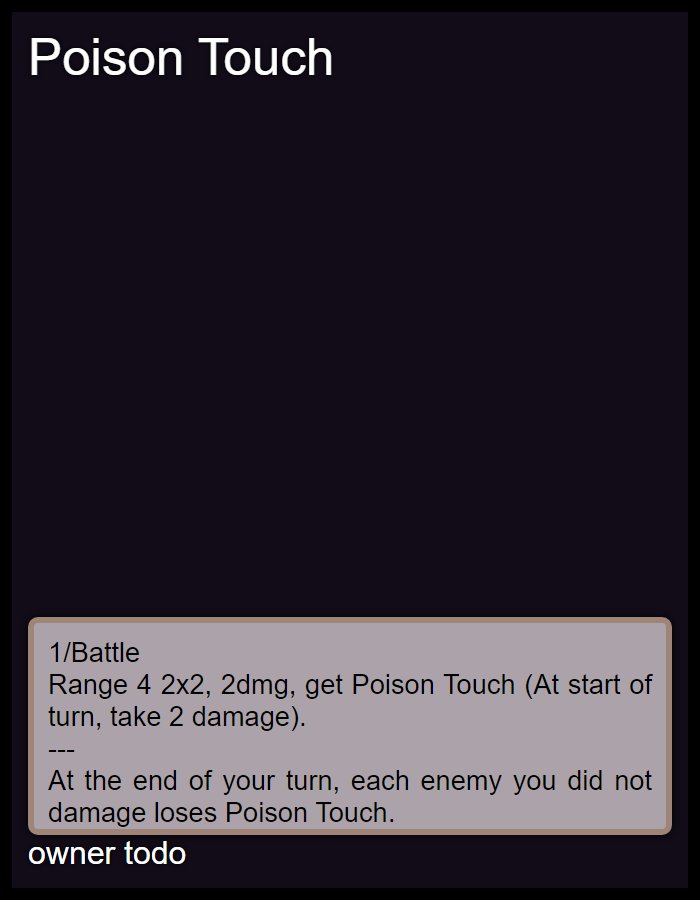 Poison Touch
1/Battle
Range 4 2x2, 2dmg, get Poison Touch (At start of
turn, take 2 damage).
---
At the end of your turn, each enemy you did not
damage loses Poison Touch.
owner todo